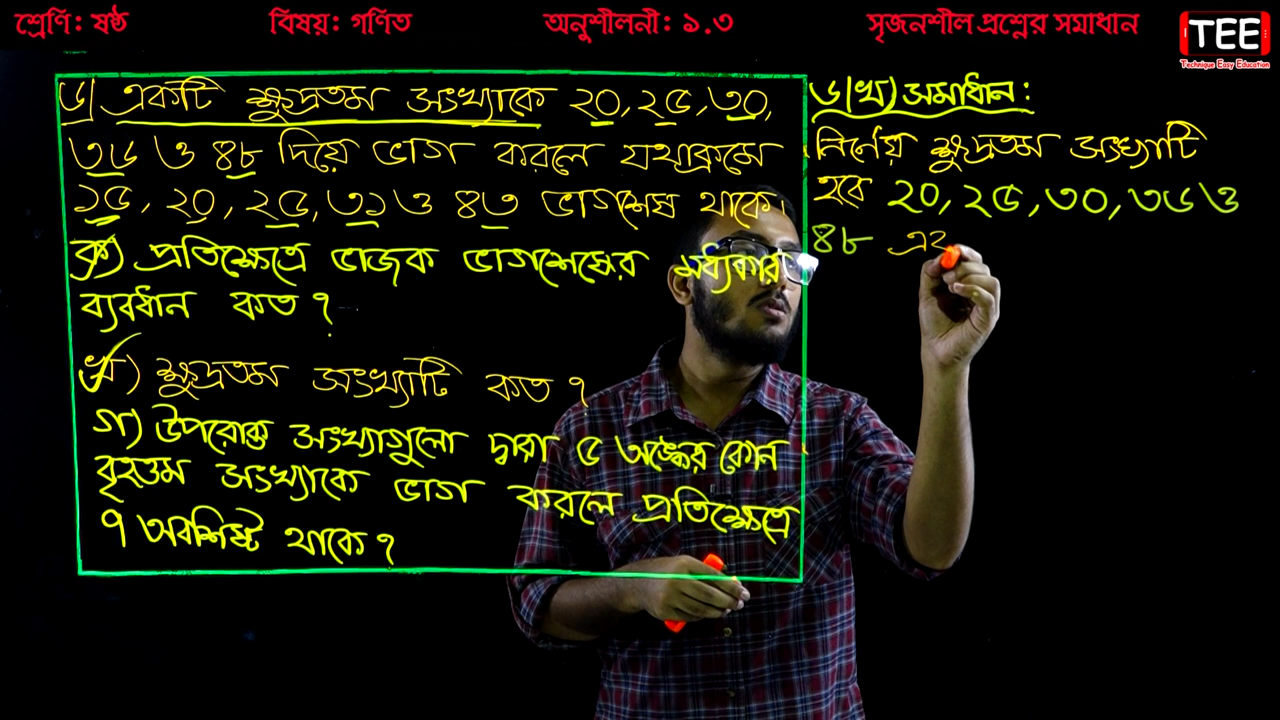 শ্রেণি: ষষ্ঠ
বিষয়: গণিত
অনুশীলনী: ১.৩
সৃজনশীল প্রশ্নের সমাধান
TEE
Technique Easy Education
৬। একটি ক্ষুদ্রতম সংখ্যাকে ২০, ২৫, ৩০,
৩৬ ও ৪৮ দিয়ে ভাগ করলে যথাক্রমে
১৫, ২০, ২৫, ৩১ ও ৪৩ ভাগশেষ থাকে।
ক) প্রতিক্ষেত্রে ভাজক ভাগশেষের মধ্যকার
ব্যবধান কত ?
খ) ক্ষুদ্রতম সংখ্যাটি কত ?
গ) উপরোক্ত সংখ্যাগুলো দ্বারা ৫ অঙ্কের কোন
বৃহত্তম সংখ্যাকে ভাগ করলে প্রতিক্ষেত্রে
৭ অবশিষ্ট থাকে ?
৬(খ) সমাধান :
নির্ণেয় ক্ষুদ্রতম সংখ্যাটি
হবে ২০, ২৫, ৩০, ৩৬ ও
৪৮ এর